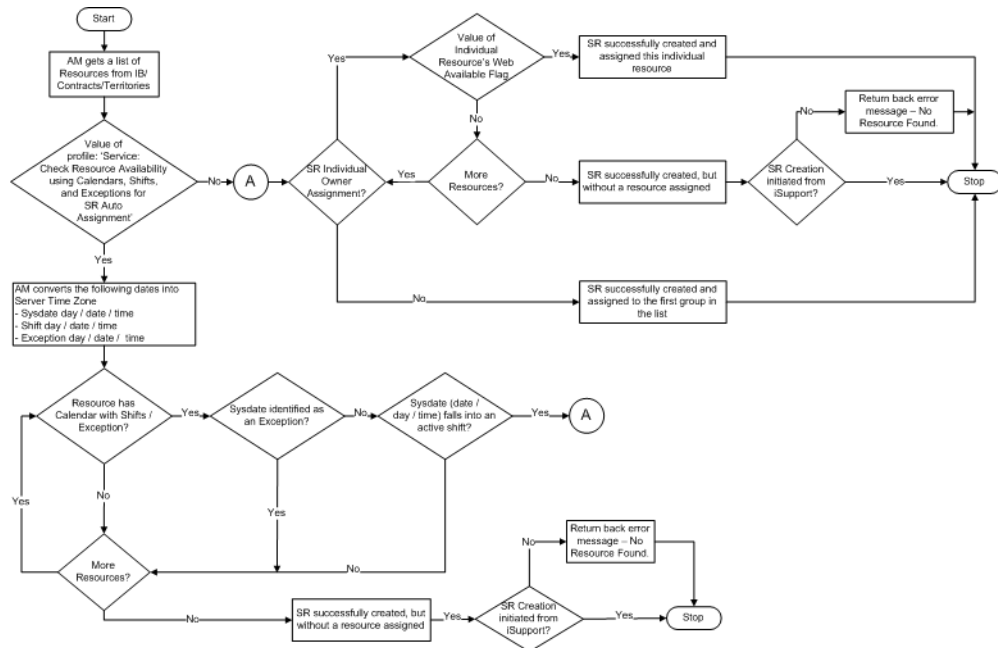 Start
AM gets a list of
Resources from IB/
Contracts/Territories
Value of
profile: 'Service:
Check Resource Availability
using Calendars, Shifts,
and Exceptions for
SR Auto
Assignment'
No
A
Yes
SR Individual
Owner
Assignment?
Yes
Value of
Individual
Resource's Web
Available Flag
Yes
SR successfully created and
assigned this individual
resource
No
More
Resources?
Yes
No
SR successfully created, but
without a resource assigned
SR Creation
initiated from
iSupport?
No
Return back error
message – No
Resource Found.
Yes
Stop
No
SR successfully created and
assigned to the first group in
the list
AM converts the following dates into
Server Time Zone
- Sysdate day / date / time
- Shift day / date / time
- Exception day / date / time
Resource has
Calendar with Shifts /
Exception?
Yes
Sysdate identified as
an Exception?
No
Sysdate (date /
day / time) falls into an
active shift?
Yes
A
Yes
No
Yes
No
More
Resources?
No
SR successfully created, but
without a resource assigned
Yes
SR Creation
initiated from
iSupport?
No
Return back error
message – No
Resource Found.
Yes
Stop